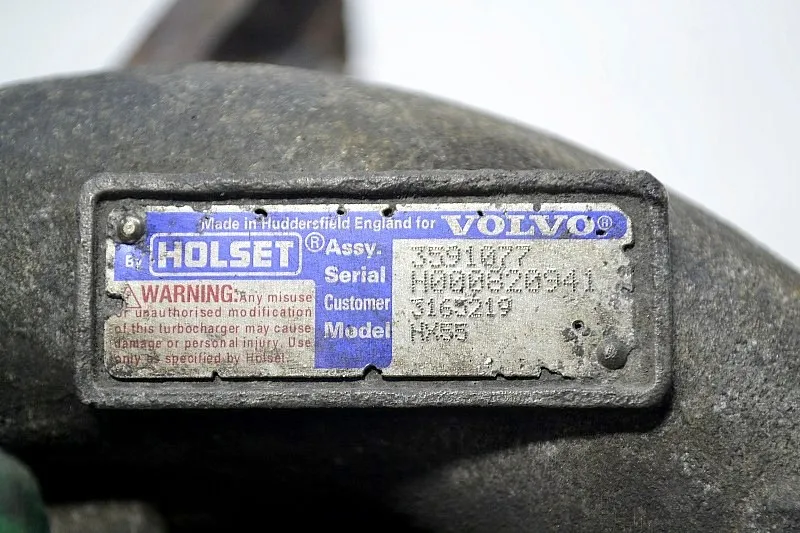 Made in Huddersfield England for VOLVO®
By HOLSET® Assy. 3591077
Serial H000820941
Customer 3165219
Model HX55
⚠WARNING: Any misuse
or unauthorised modification
of this turbocharger may cause
damage or personal injury. Use
only as specified by Holset.